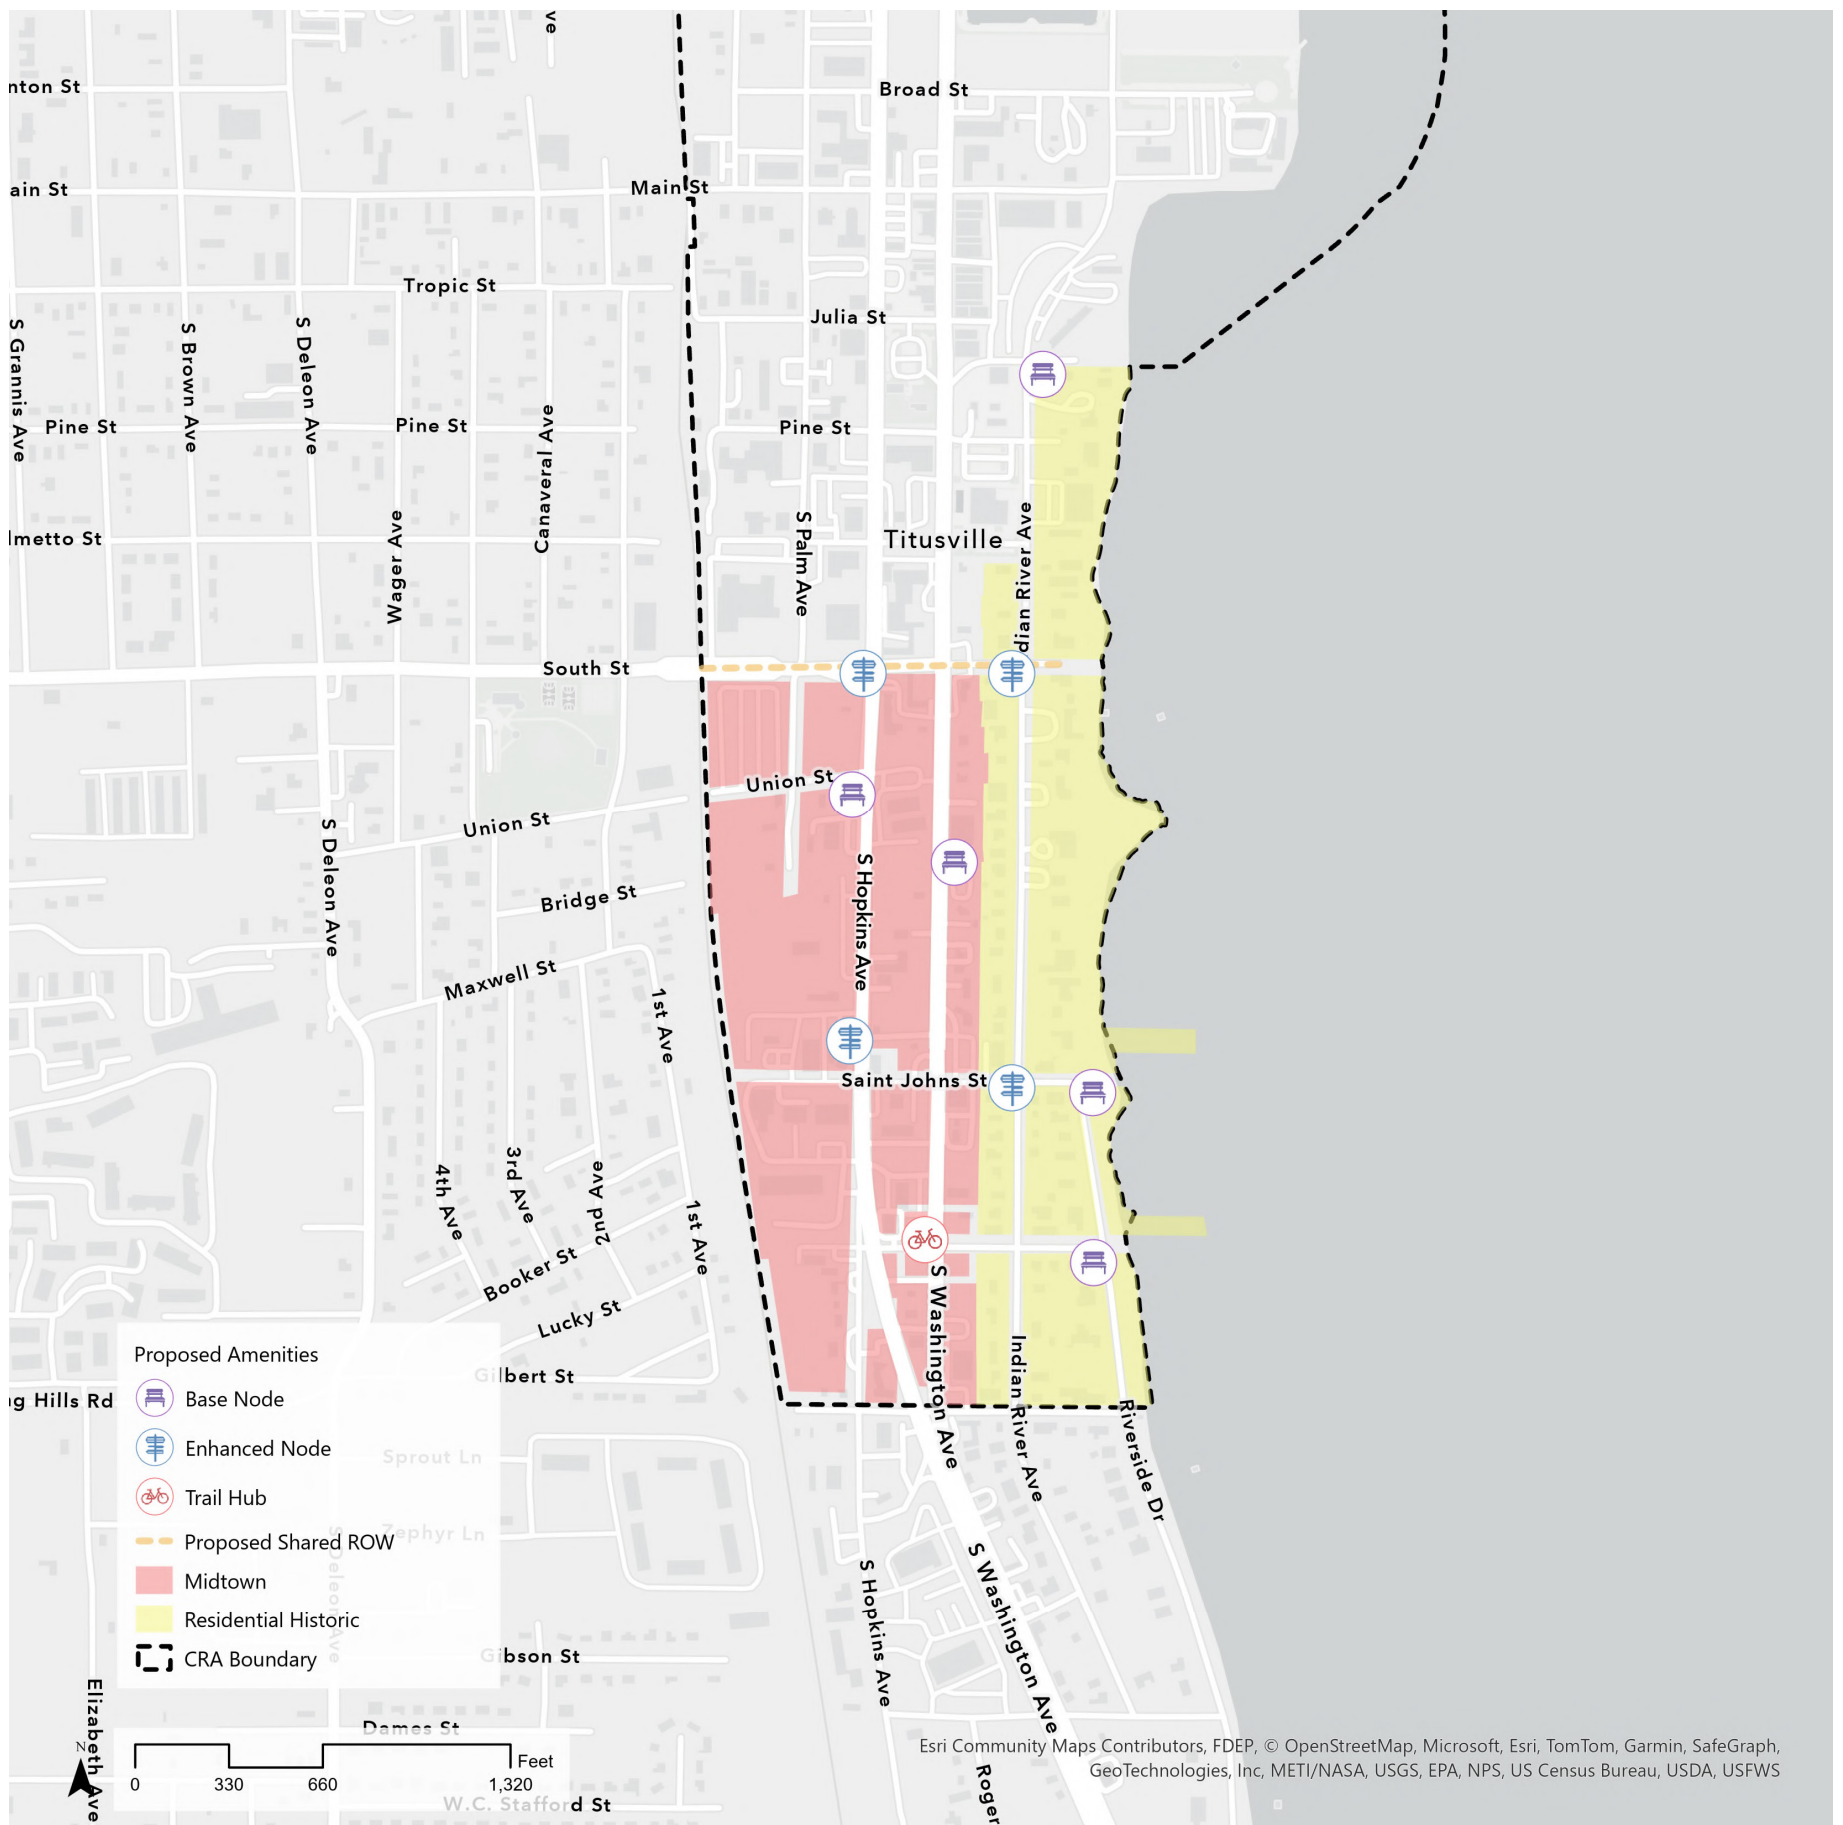 ve
nton St
Broad St
ain St
Main St
Tropic St
Julia St
S Grannis Ave
S Brown Ave
S Deleon Ave
Pine St
Pine St
Canaveral Ave
Pine St
lmetto St
Wager Ave
S Palm Ave
Titusville
dian River Ave
South St
Union St
Union St
S Deleon Ave
Bridge St
S Hopkins Ave
Maxwell St
1st Ave
Saint Johns St
4th Ave
3rd Ave
2nd Ave
1st Ave
Booker St
Lucky St
S Washington Ave
Indian River Ave
Gilbert St
ng Hills Rd
Riverside Dr
Proposed Amenities
Base Node
Enhanced Node
Trail Hub
Proposed Shared ROW
Midtown
Residential Historic
CRA Boundary
Sprout Ln
Zephyr Ln
S Deleon Ave
Gibson St
S Hopkins Ave
S Washington Ave
Elizabeth Ave
Dames St
N
Feet
0 330 660 1,320
W.C. Stafford St
Roger
Esri Community Maps Contributors, FDEP, © OpenStreetMap, Microsoft, Esri, TomTom, Garmin, SafeGraph,
GeoTechnologies, Inc, METI/NASA, USGS, EPA, NPS, US Census Bureau, USDA, USFWS